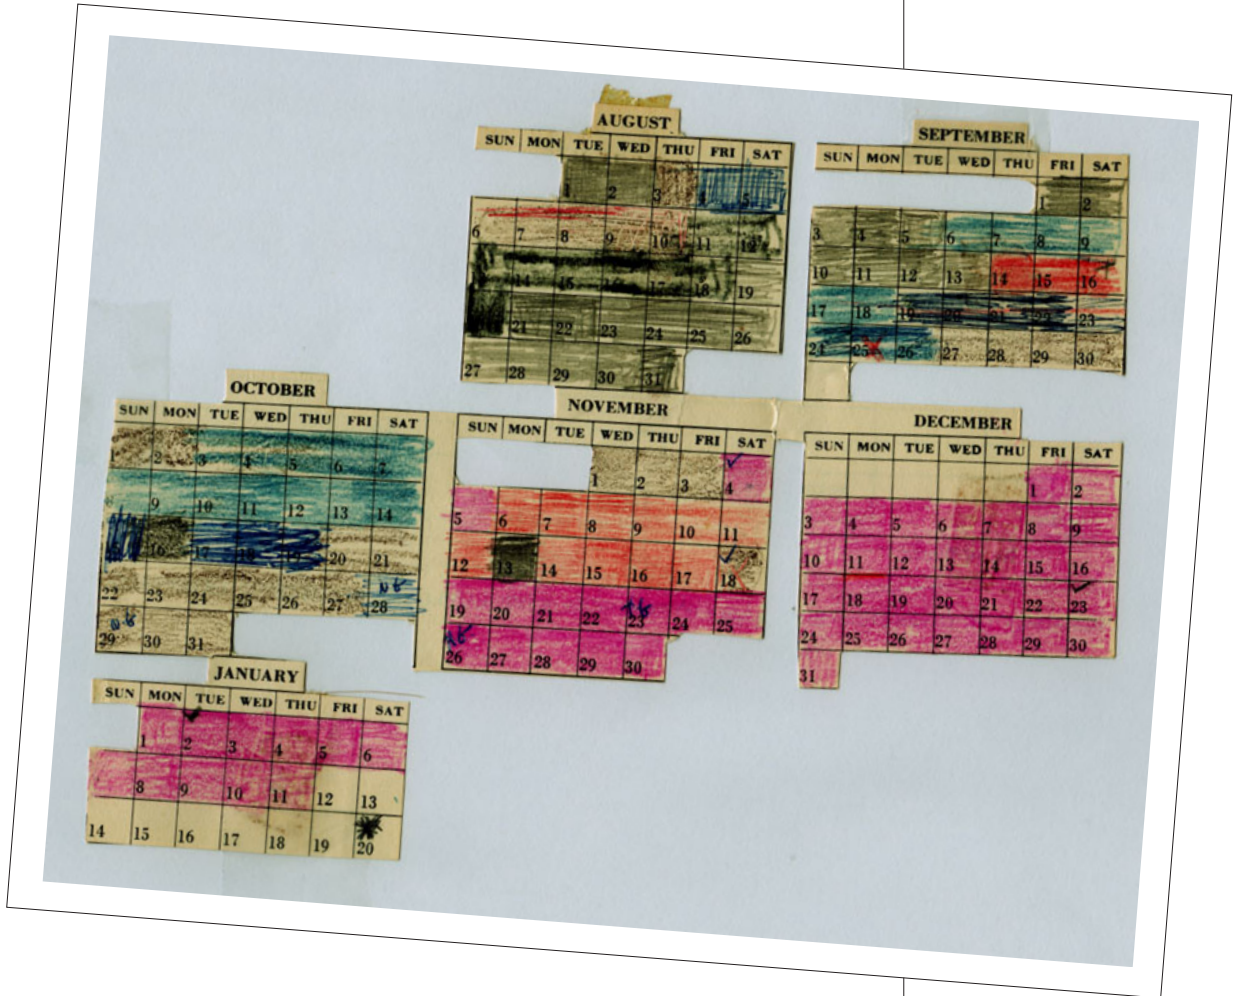 AUGUST
SUN MON TUE WED THU FRI SAT
1 2 3 4 5
6 7 8 9 10 11 12
14 15 16 17 18 19
21 22 23 24 25 26
27 28 29 30 31
SEPTEMBER
SUN MON TUE WED THU FRI SAT
1 2
3 4 5 6 7 8 9
10 11 12 13 14 15 16
17 18 19 20 21 22 23
24 25 26 27 28 29 30
OCTOBER
SUN MON TUE WED THU FRI SAT
2 3 4 5 6 7
9 10 11 12 13 14
16 17 18 19 20 21
22 23 24 25 26 27 28
29 30 31
NOVEMBER
SUN MON TUE WED THU FRI SAT
1 2 3 4
5 6 7 8 9 10 11
12 13 14 15 16 17 18
19 20 21 22 23 24 25
26 27 28 29 30
DECEMBER
SUN MON TUE WED THU FRI SAT
1 2
3 4 5 6 7 8 9
10 11 12 13 14 15 16
17 18 19 20 21 22 23
24 25 26 27 28 29 30
31
JANUARY
SUN MON TUE WED THU FRI SAT
1 2 3 4 5 6
8 9 10 11 12 13
14 15 16 17 18 19 20